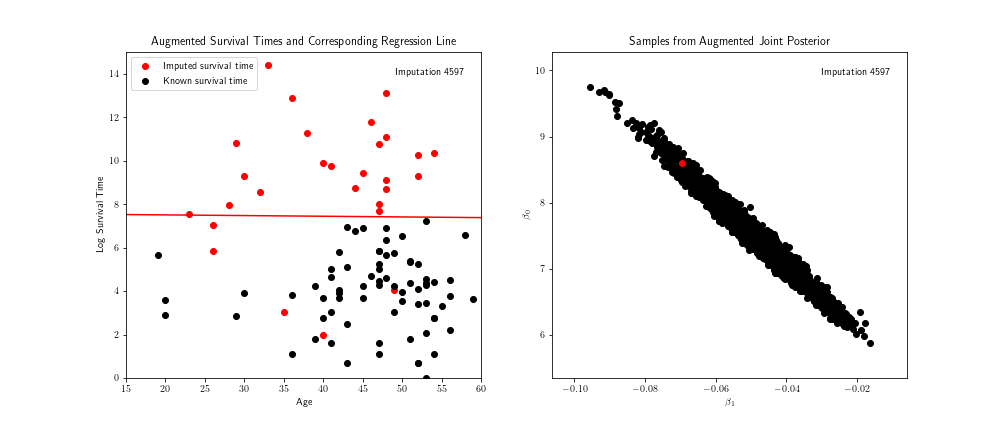 Augmented Survival Times and Corresponding Regression Line
Imputed survival time
Known survival time
Imputation 4597
14
12
10
8
6
4
2
0
Log Survival Time
15 20 25 30 35 40 45 50 55 60
Age
Samples from Augmented Joint Posterior
Imputation 4597
10
9
8
7
6
β₀
−0.10 −0.08 −0.06 −0.04 −0.02
β₁